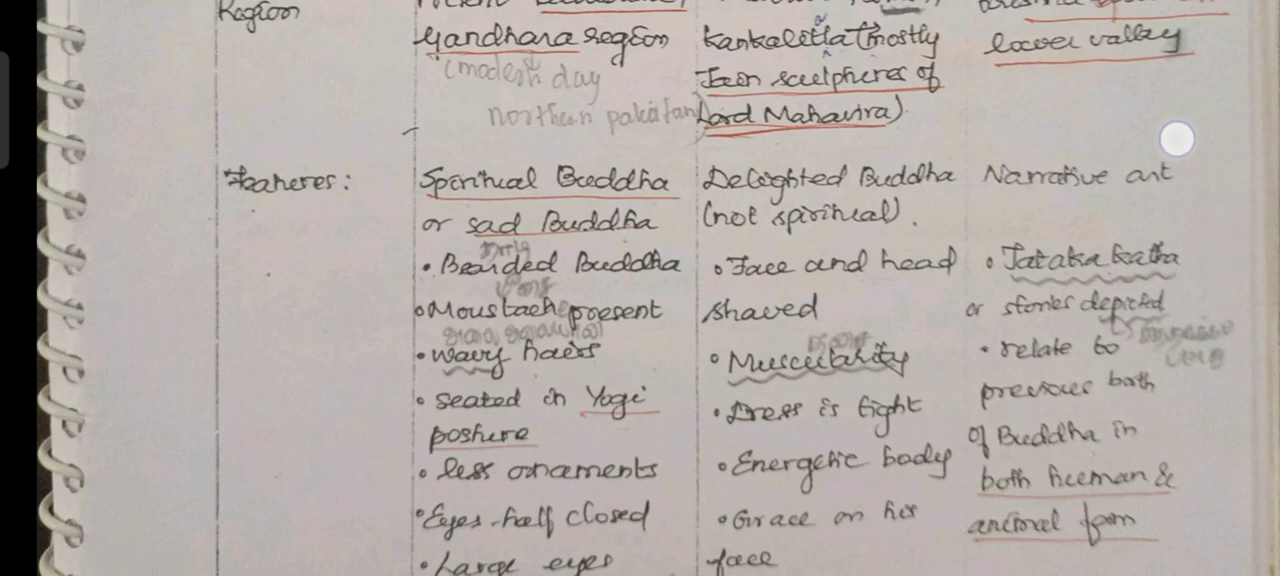 Region
Gandhara region
(modern day
northern pakistan)
Kankalitila (mostly
Jain sculptures of
Lord Mahavira).
lower valley
Features:
Spiritual Buddha
or sad Buddha
• Bearded Buddha
• Moustache present
• wavy hairs
• seated in Yogi
posture
• less ornaments
• Eyes-half closed
• Large eyes
Delighted Buddha
(not spiritual).
• Face and head
shaved
• Muscularity
• Dress is tight
• Energetic body
• Grace on his
face
Narrative art
• Jataka Katha
or stories depicted
• relate to
previous birth
of Buddha in
both human &
animal form